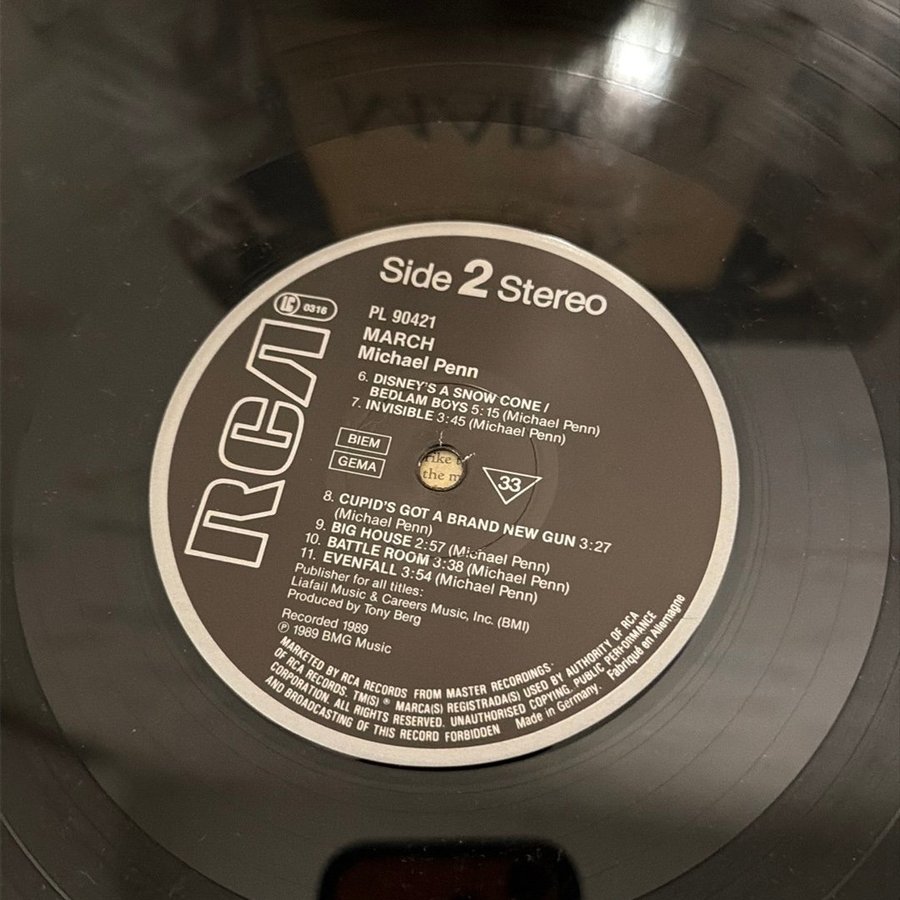 Side 2 Stereo
LC 0316
RCA
PL 90421
MARCH
Michael Penn
6. DISNEY'S A SNOW CONE /
BEDLAM BOYS 5:15 (Michael Penn)
7. INVISIBLE 3:45 (Michael Penn)
BIEM
GEMA
the m
33
8. CUPID'S GOT A BRAND NEW GUN 3:27
(Michael Penn)
9. BIG HOUSE 2:57 (Michael Penn)
10. BATTLE ROOM 3:38 (Michael Penn)
11. EVENFALL 3:54 (Michael Penn)
Publisher for all titles:
Liafail Music & Careers Music, Inc. (BMI)
Produced by Tony Berg
Recorded 1989
℗ 1989 BMG Music
MARKETED BY RCA RECORDS FROM MASTER RECORDINGS.
OF RCA RECORDS. TM(S) ® MARCA(S) REGISTRADA(S) USED BY AUTHORITY OF RCA
CORPORATION. ALL RIGHTS RESERVED. UNAUTHORISED COPYING. PUBLIC PERFORMANCE
AND BROADCASTING OF THIS RECORD FORBIDDEN Made in Germany. Fabriqué en Allemagne